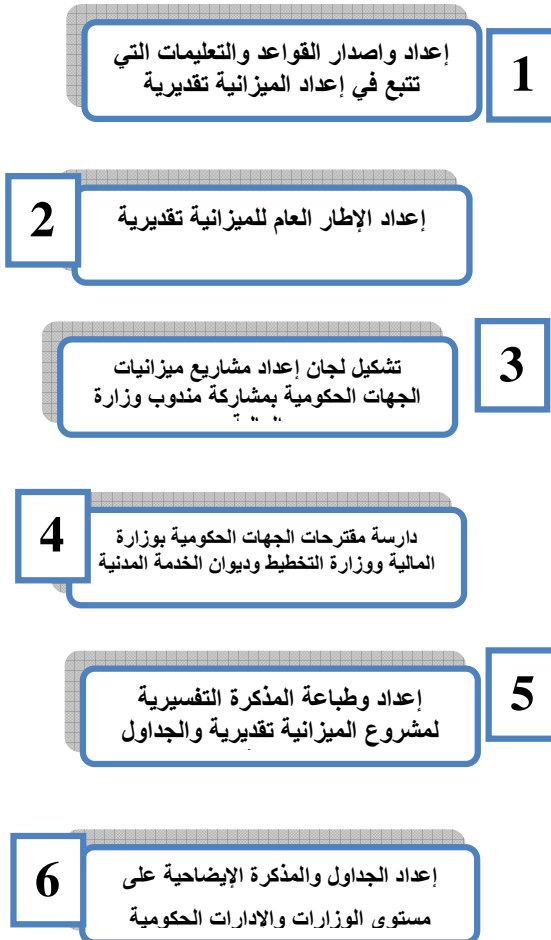 1
إعداد واصدار القواعد والتعليمات التي
تتبع في إعداد الميزانية تقديرية
2
إعداد الإطار العام للميزانية تقديرية
3
تشكيل لجان إعداد مشاريع ميزانيات
الجهات الحكومية بمشاركة مندوب وزارة
4
دارسة مقترحات الجهات الحكومية بوزارة
المالية ووزارة التخطيط وديوان الخدمة المدنية
5
إعداد وطباعة المذكرة التفسيرية
لمشروع الميزانية تقديرية والجداول
6
إعداد الجداول والمذكرة الإيضاحية على
مستوى الوزارات والادارات الحكومية